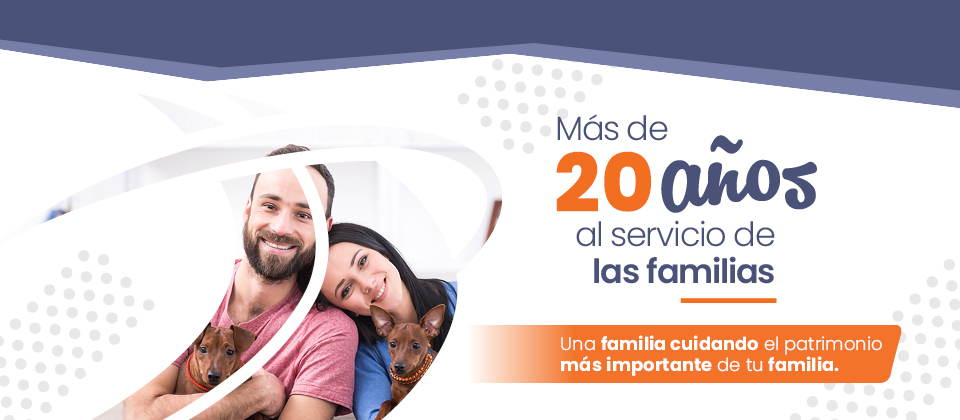 Más de
20 años
al servicio de
las familias
Una familia cuidando el patrimonio
más importante de tu familia.